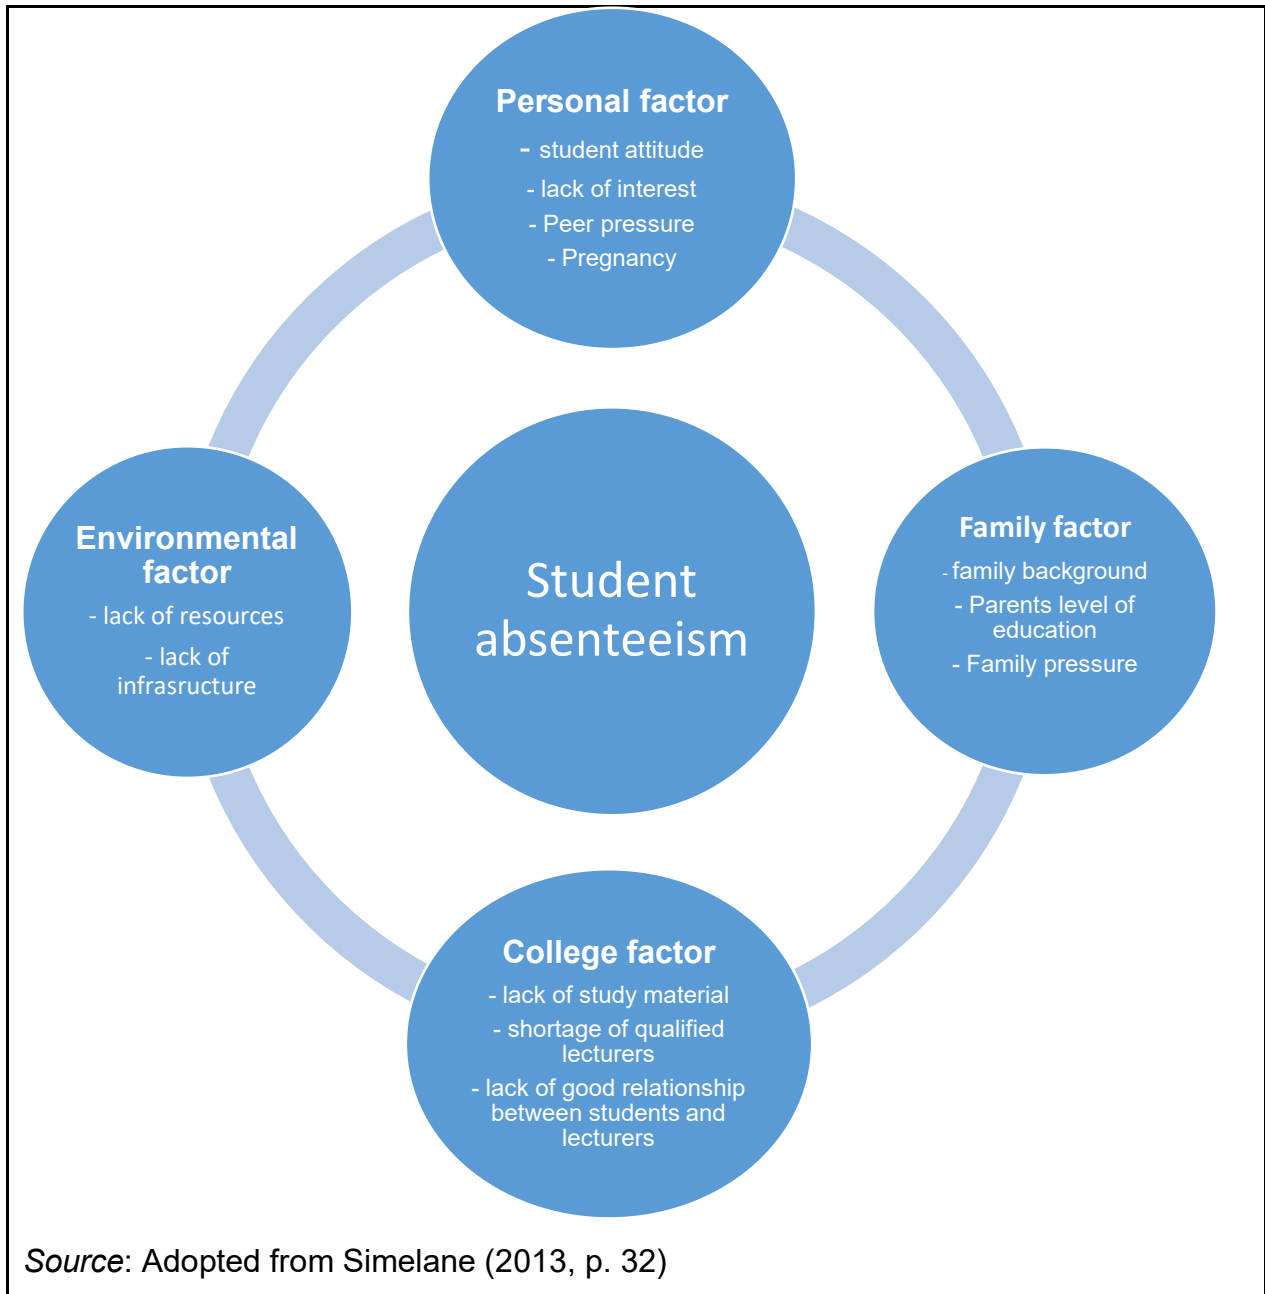 Personal factor
- student attitude
- lack of interest
- Peer pressure
- Pregnancy
Environmental
factor
- lack of resources
- lack of
infrasructure
Student
absenteeism
Family factor
- family background
- Parents level of
education
- Family pressure
College factor
- lack of study material
- shortage of qualified
lecturers
- lack of good relationship
between students and
lecturers
Source: Adopted from Simelane (2013, p. 32)